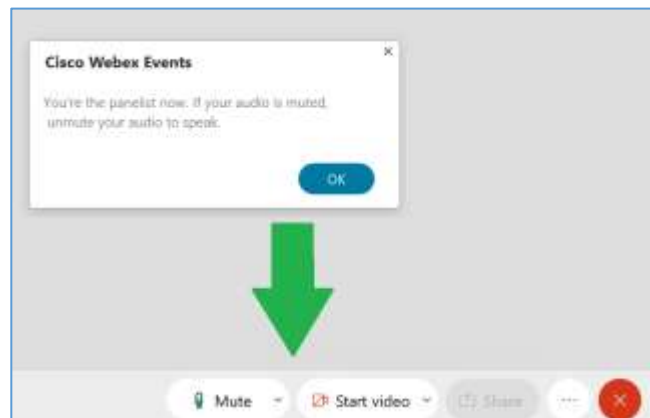 Cisco Webex Events
You're the panelist now. If your audio is muted,
unmute your audio to speak.
OK
Mute
Start video
Share